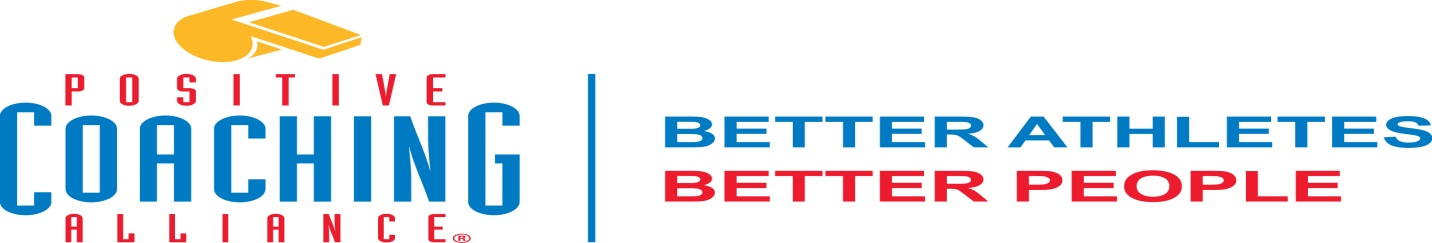 POSITIVE
COACHING
ALLIANCE®
BETTER ATHLETES
BETTER PEOPLE